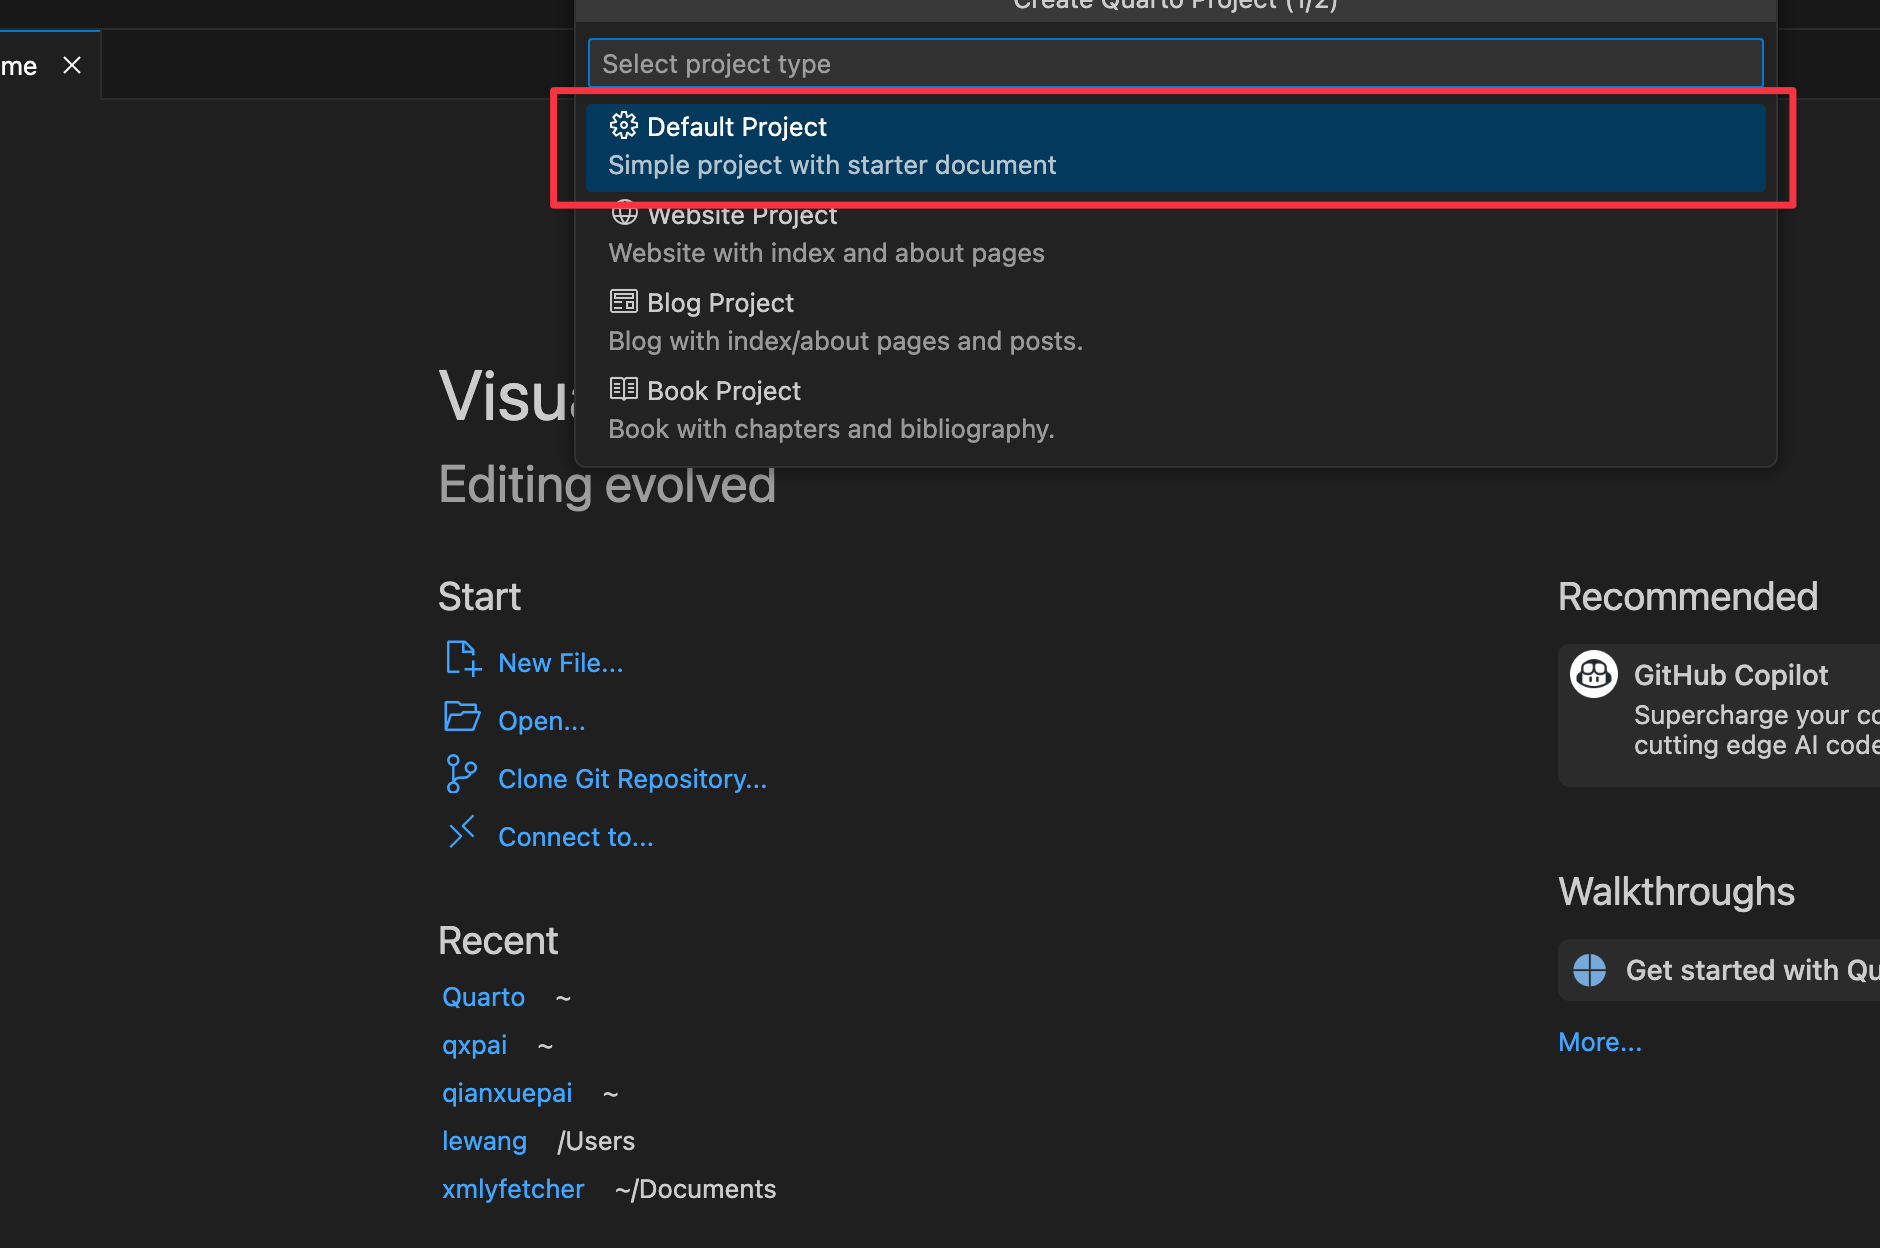 Create Quarto Project (1/2)
me
Select project type
Default Project
Simple project with starter document
Website Project
Website with index and about pages
Blog Project
Blog with index/about pages and posts.
Book Project
Book with chapters and bibliography.
Visua
Editing evolved
Start
New File...
Open...
Clone Git Repository...
Connect to...
Recent
Quarto ~
qxpai ~
qianxuepai ~
lewang /Users
xmlyfetcher ~/Documents
Recommended
GitHub Copilot
Supercharge your co
cutting edge AI code
Walkthroughs
Get started with Qu
More...